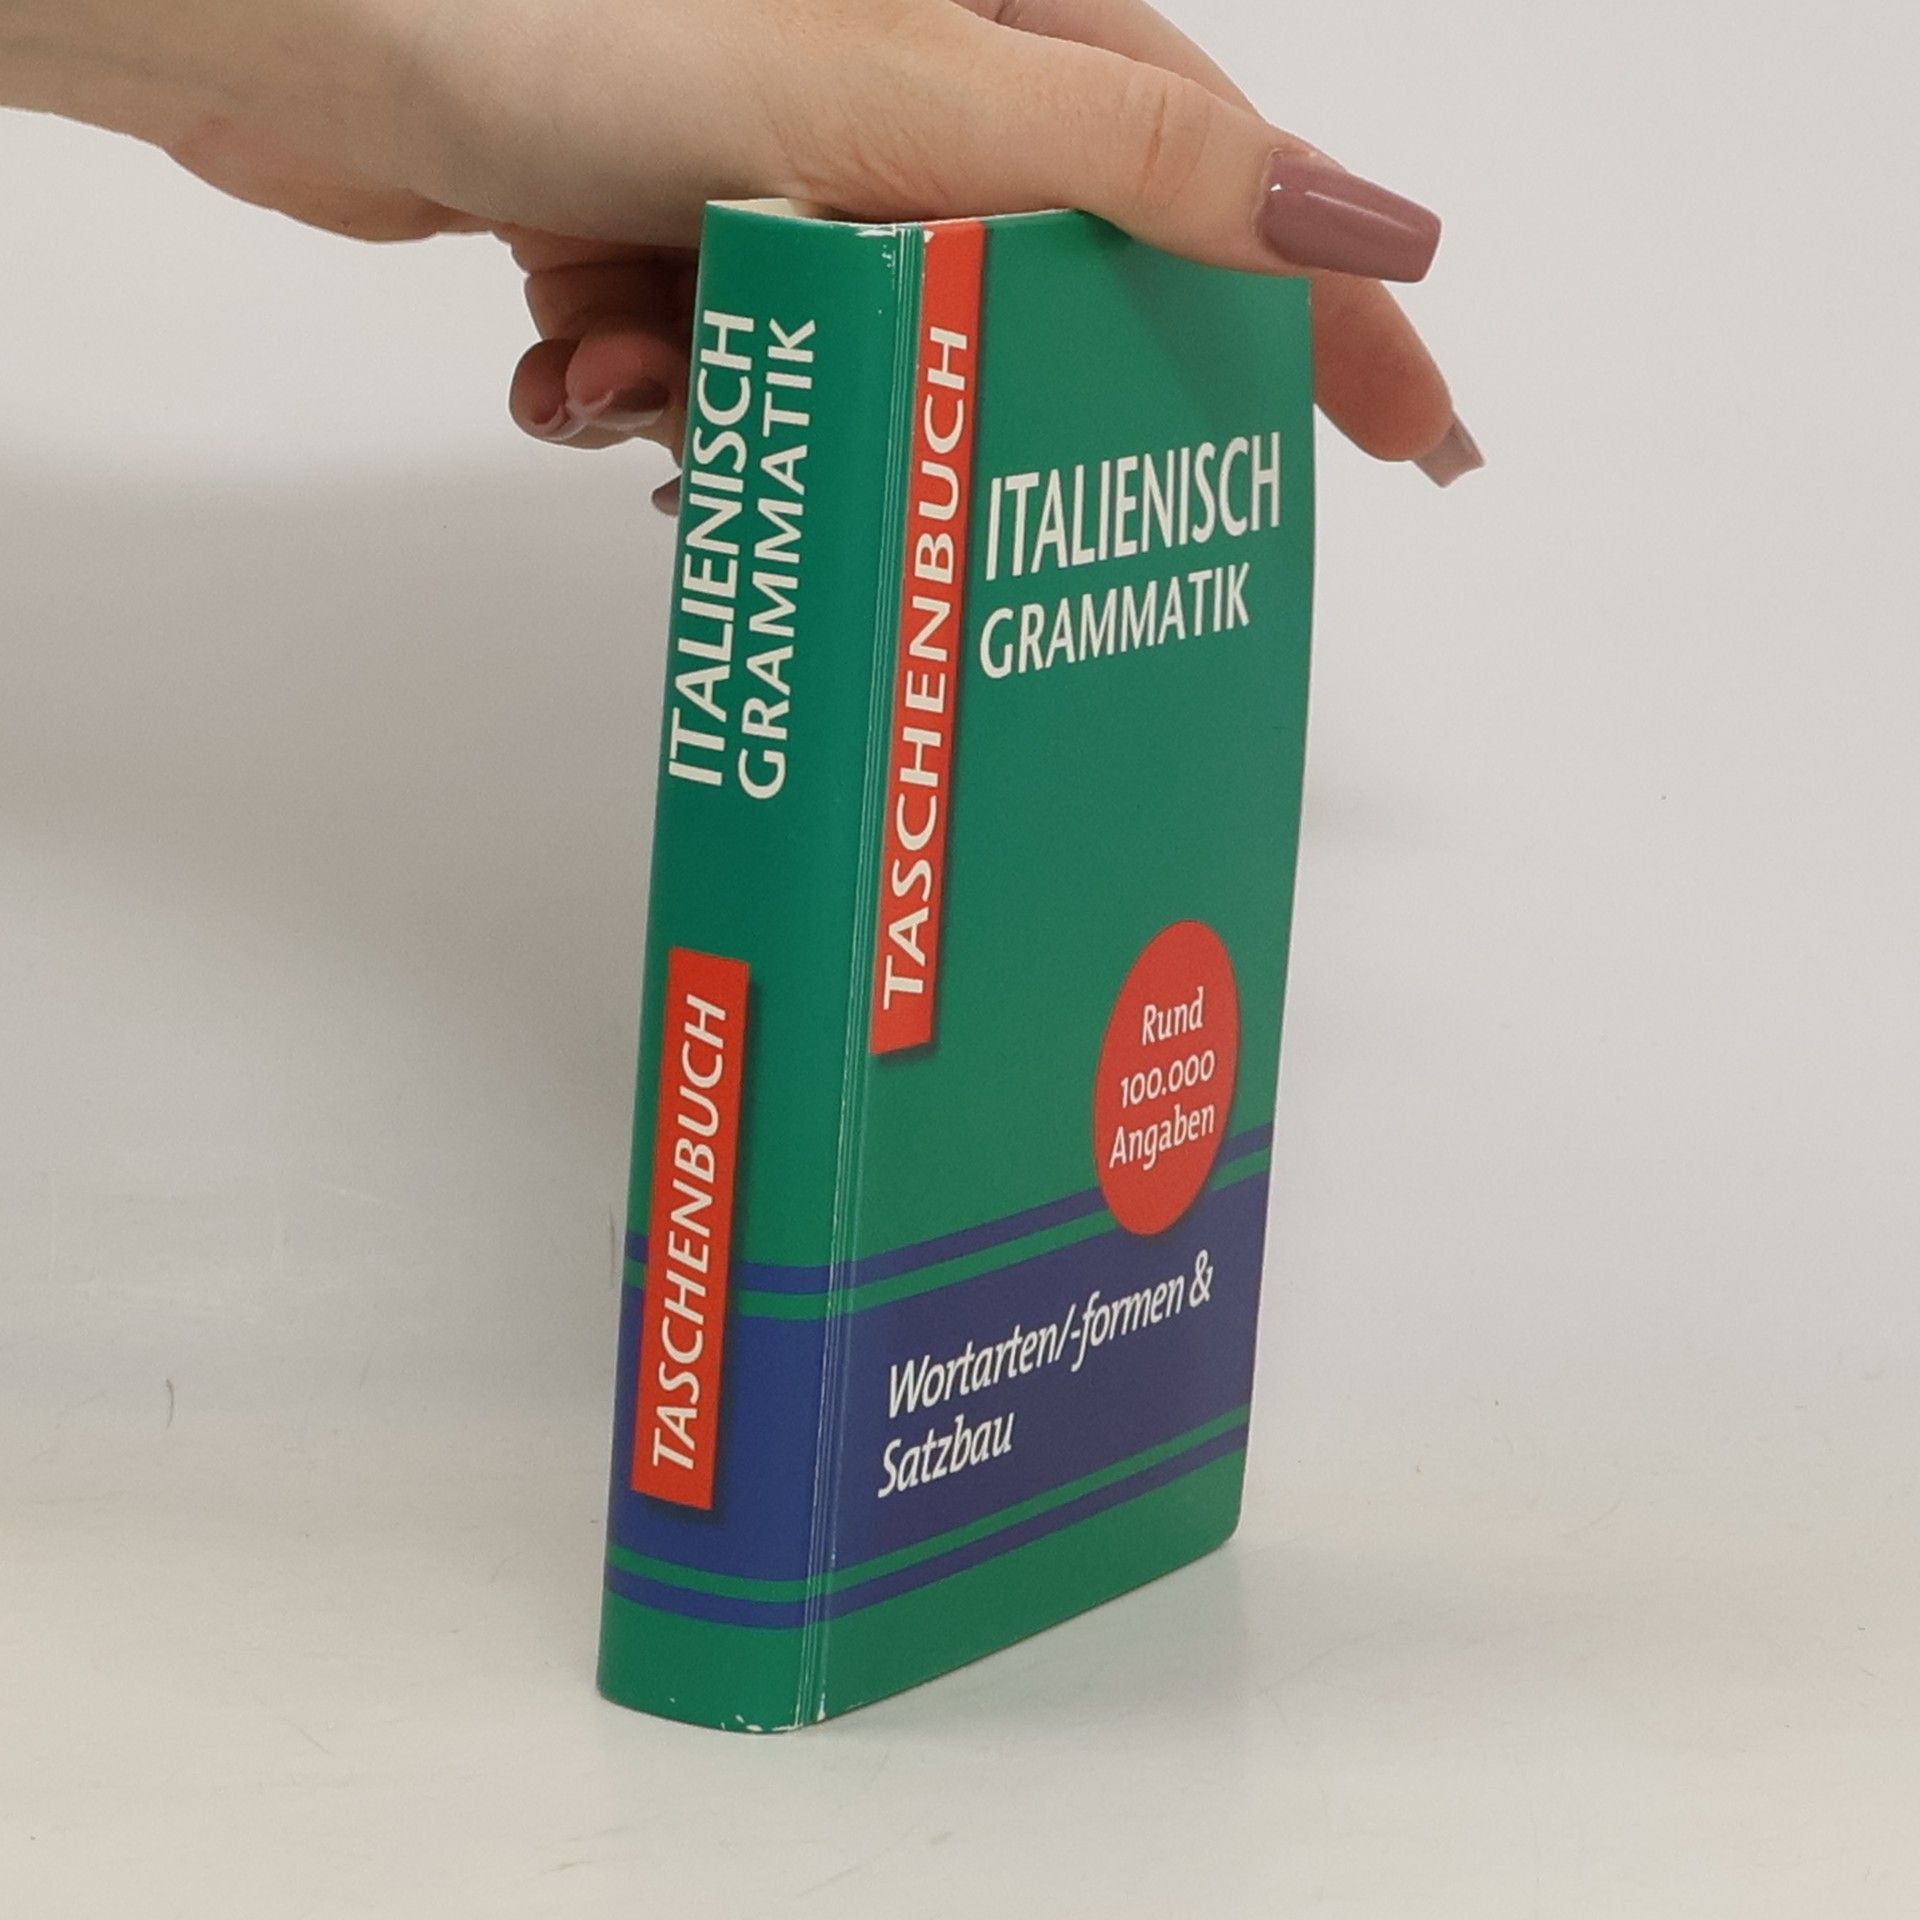 ITALIENISCH
GRAMMATIK
TASCHENBUCH
TASCHENBUCH
ITALIENISCH
GRAMMATIK
Rund
100.000
Angaben
Wortarten/-formen &
Satzbau